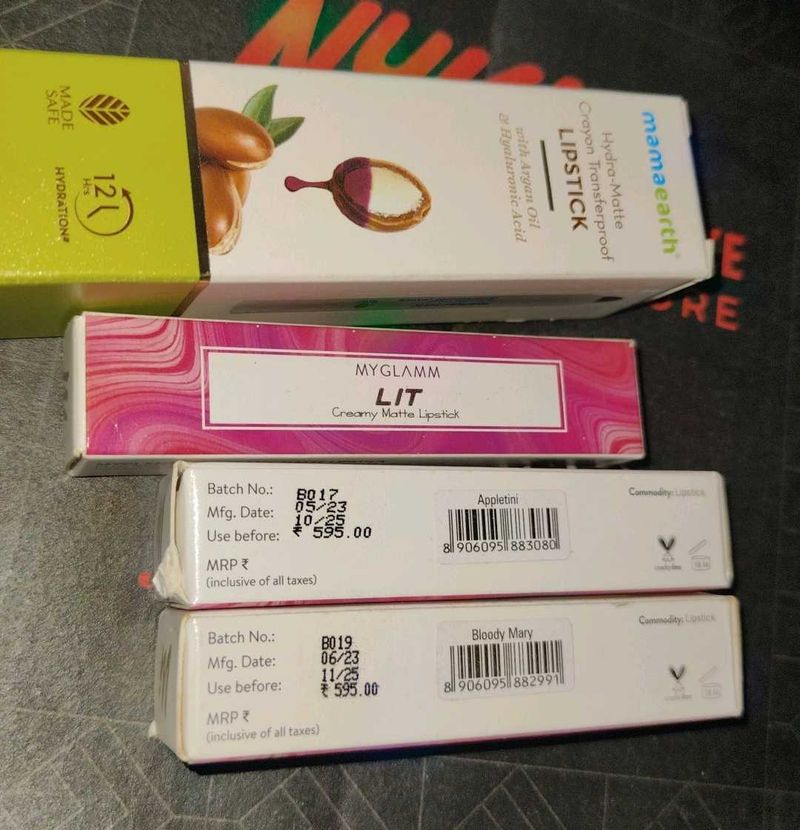 mamaearth®
Hydra-Matte
Crayon Transferproof
LIPSTICK
with Argan Oil
& Hyaluronic Acid
MADE
SAFE
12
Hrs
HYDRATION#
MYGLAMM
LIT
Creamy Matte Lipstick
Batch No.: B017
Mfg. Date: 05/23
Use before: 10/25
MRP ₹ ₹ 595.00
(inclusive of all taxes)
Appletini
8 906095 883080
Commodity: Lipstick
Batch No.: B019
Mfg. Date: 06/23
Use before: 11/25
MRP ₹ ₹ 595.00
(inclusive of all taxes)
Bloody Mary
8 906095 882991
Commodity: Lipstick